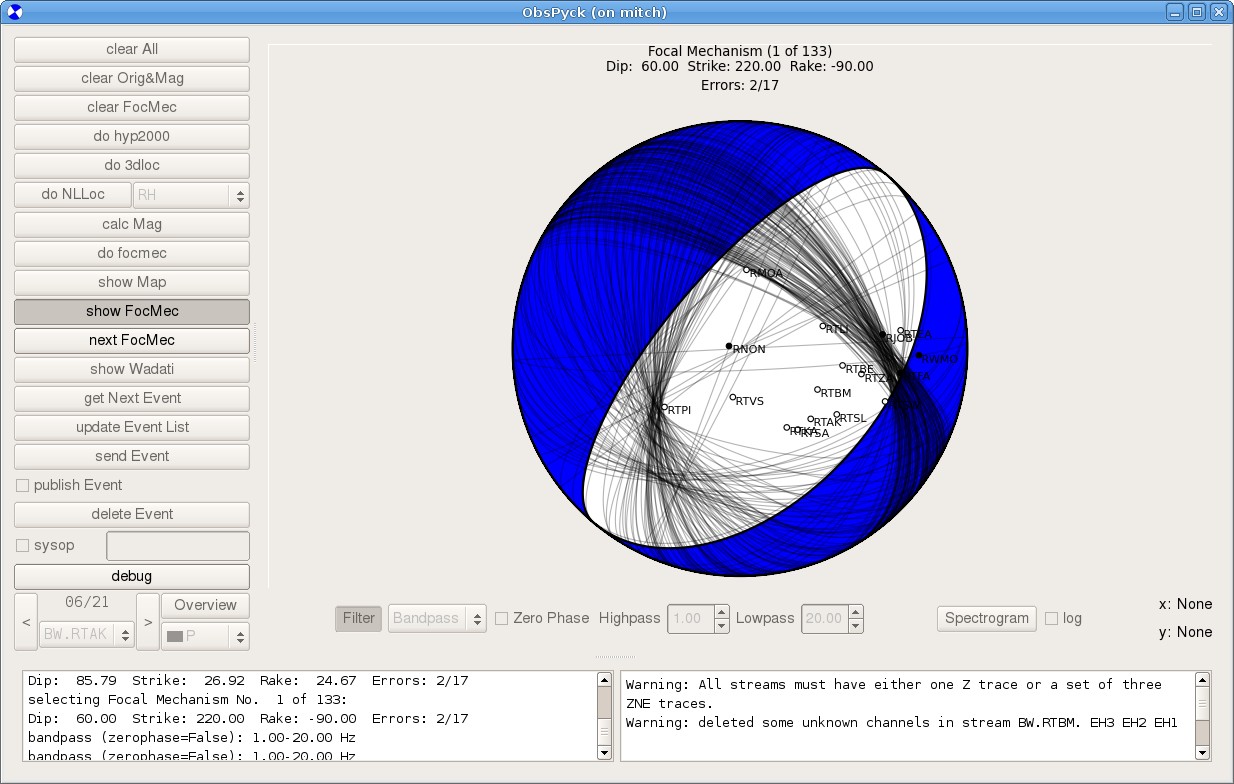 ObsPyck (on mitch)
clear All
clear Orig&Mag
clear FocMec
do hyp2000
do 3dloc
do NLLoc RH
calc Mag
do focmec
show Map
show FocMec
next FocMec
show Wadati
get Next Event
update Event List
send Event
publish Event
delete Event
sysop
debug
< 06/21 > Overview
BW.RTAK P
Focal Mechanism (1 of 133)
Dip: 60.00 Strike: 220.00 Rake: -90.00
Errors: 2/17
RMOA
RTLI
RJOB
RNON
RWMO
RTBE
RTZA
RTBM
RTVS
RTPI
RTAK
RTSL
RTSA
Filter Bandpass Zero Phase Highpass 1.00 Lowpass 20.00 Spectrogram log
x: None
y: None
Dip: 85.79 Strike: 26.92 Rake: 24.67 Errors: 2/17
selecting Focal Mechanism No. 1 of 133:
Dip: 60.00 Strike: 220.00 Rake: -90.00 Errors: 2/17
bandpass (zerophase=False): 1.00-20.00 Hz
bandpass (zerophase=False): 1.00-20.00 Hz
Warning: All streams must have either one Z trace or a set of three
ZNE traces.
Warning: deleted some unknown channels in stream BW.RTBM. EH3 EH2 EH1